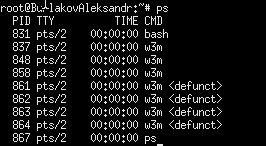 root@BurlakovAleksandr:~# ps
PID TTY TIME CMD
831 pts/2 00:00:00 bash
837 pts/2 00:00:00 w3m
848 pts/2 00:00:00 w3m
858 pts/2 00:00:00 w3m
861 pts/2 00:00:00 w3m <defunct>
862 pts/2 00:00:00 w3m <defunct>
863 pts/2 00:00:00 w3m <defunct>
864 pts/2 00:00:00 w3m <defunct>
867 pts/2 00:00:00 ps